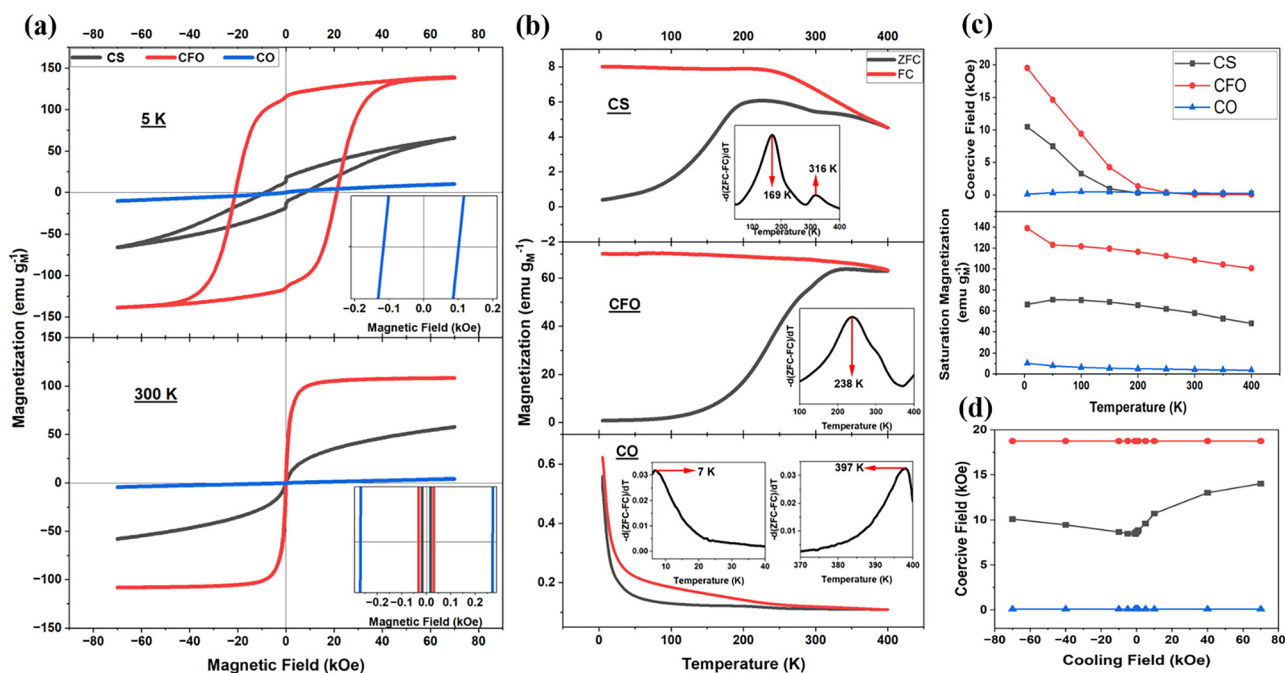 (a)
−80 −60 −40 −20 0 20 40 60 80
CS CFO CO
150
100
50
0
−50
−100
−150
5 K
−0.2 −0.1 0.0 0.1 0.2
Magnetic Field (kOe)
150
100
50
0
−50
−100
−150
300 K
−0.2 −0.1 0.0 0.1 0.2
Magnetic Field (kOe)
−80 −60 −40 −20 0 20 40 60 80
Magnetic Field (kOe)
Magnetization (emu g_M^-1)
(b)
0 100 200 300 400
ZFC
FC
CS
8
6
4
2
0
−2
-d(ZFC-FC)/dT
169 K
316 K
100 200 300 400
Temperature (K)
CFO
60
40
20
0
-d(ZFC-FC)/dT
238 K
100 200 300 400
Temperature (K)
CO
0.6
0.4
0.2
-d(ZFC-FC)/dT
0.03
0.02
0.01
0.00
7 K
10 20 30 40
Temperature (K)
-d(ZFC-FC)/dT
0.03
0.01
0.00
397 K
370 380 390 400
Temperature (K)
0 100 200 300 400
Temperature (K)
Magnetization (emu g_M^-1)
(c)
CS
CFO
CO
20
15
10
5
0
Coercive Field (kOe)
140
120
100
80
60
40
20
0
Saturation Magnetization
(emu g_M^-1)
0 100 200 300 400
Temperature (K)
(d)
20
15
10
5
0
Coercive Field (kOe)
−80 −60 −40 −20 0 20 40 60 80
Cooling Field (kOe)